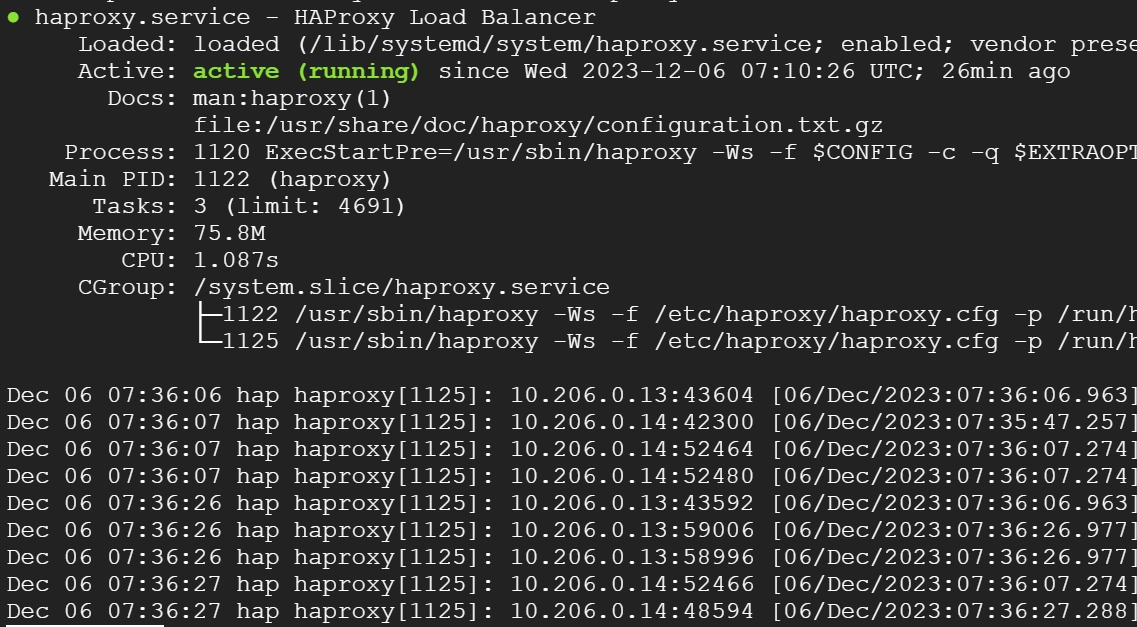 ● haproxy.service - HAProxy Load Balancer
Loaded: loaded (/lib/systemd/system/haproxy.service; enabled; vendor prese
Active: active (running) since Wed 2023-12-06 07:10:26 UTC; 26min ago
Docs: man:haproxy(1)
file:/usr/share/doc/haproxy/configuration.txt.gz
Process: 1120 ExecStartPre=/usr/sbin/haproxy -Ws -f $CONFIG -c -q $EXTRAOPT
Main PID: 1122 (haproxy)
Tasks: 3 (limit: 4691)
Memory: 75.8M
CPU: 1.087s
CGroup: /system.slice/haproxy.service
├─1122 /usr/sbin/haproxy -Ws -f /etc/haproxy/haproxy.cfg -p /run/h
└─1125 /usr/sbin/haproxy -Ws -f /etc/haproxy/haproxy.cfg -p /run/h
Dec 06 07:36:06 hap haproxy[1125]: 10.206.0.13:43604 [06/Dec/2023:07:36:06.963]
Dec 06 07:36:07 hap haproxy[1125]: 10.206.0.14:42300 [06/Dec/2023:07:35:47.257]
Dec 06 07:36:07 hap haproxy[1125]: 10.206.0.14:52464 [06/Dec/2023:07:36:07.274]
Dec 06 07:36:07 hap haproxy[1125]: 10.206.0.14:52480 [06/Dec/2023:07:36:07.274]
Dec 06 07:36:26 hap haproxy[1125]: 10.206.0.13:43592 [06/Dec/2023:07:36:06.963]
Dec 06 07:36:26 hap haproxy[1125]: 10.206.0.13:59006 [06/Dec/2023:07:36:26.977]
Dec 06 07:36:26 hap haproxy[1125]: 10.206.0.13:58996 [06/Dec/2023:07:36:26.977]
Dec 06 07:36:27 hap haproxy[1125]: 10.206.0.14:52466 [06/Dec/2023:07:36:07.274]
Dec 06 07:36:27 hap haproxy[1125]: 10.206.0.14:48594 [06/Dec/2023:07:36:27.288]